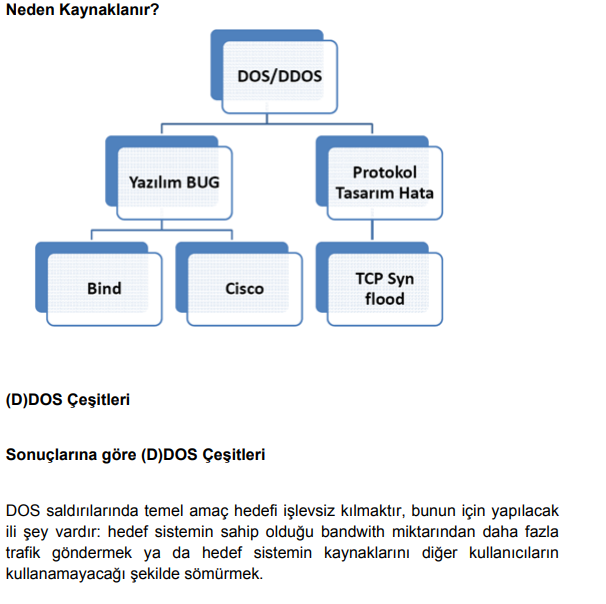 Neden Kaynaklanır?
DOS/DDOS
Yazılım BUG
Protokol
Tasarım Hata
Bind
Cisco
TCP Syn
flood
(D)DOS Çeşitleri
Sonuçlarına göre (D)DOS Çeşitleri
DOS saldırılarında temel amaç hedefi işlevsiz kılmaktır, bunun için yapılacak
ili şey vardır: hedef sistemin sahip olduğu bandwith miktarından daha fazla
trafik göndermek ya da hedef sistemin kaynaklarını diğer kullanıcıların
kullanamayacağı şekilde sömürmek.